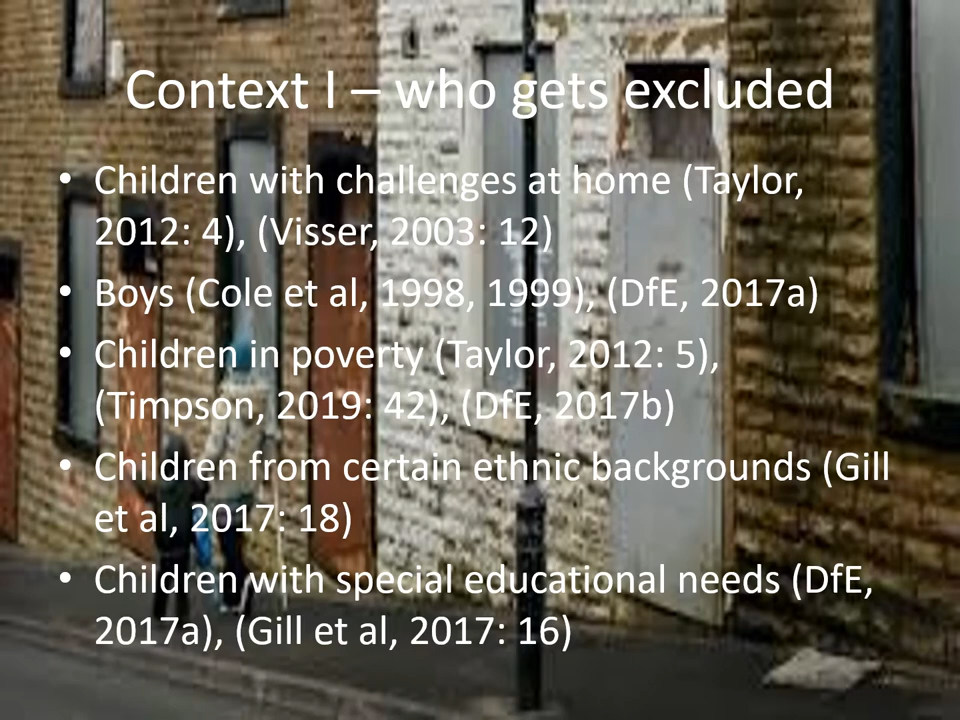 Context I – who gets excluded
• Children with challenges at home (Taylor,
2012: 4), (Visser, 2003: 12)
• Boys (Cole et al, 1998, 1999), (DfE, 2017a)
• Children in poverty (Taylor, 2012: 5),
(Timpson, 2019: 42), (DfE, 2017b)
• Children from certain ethnic backgrounds (Gill
et al, 2017: 18)
• Children with special educational needs (DfE,
2017a), (Gill et al, 2017: 16)